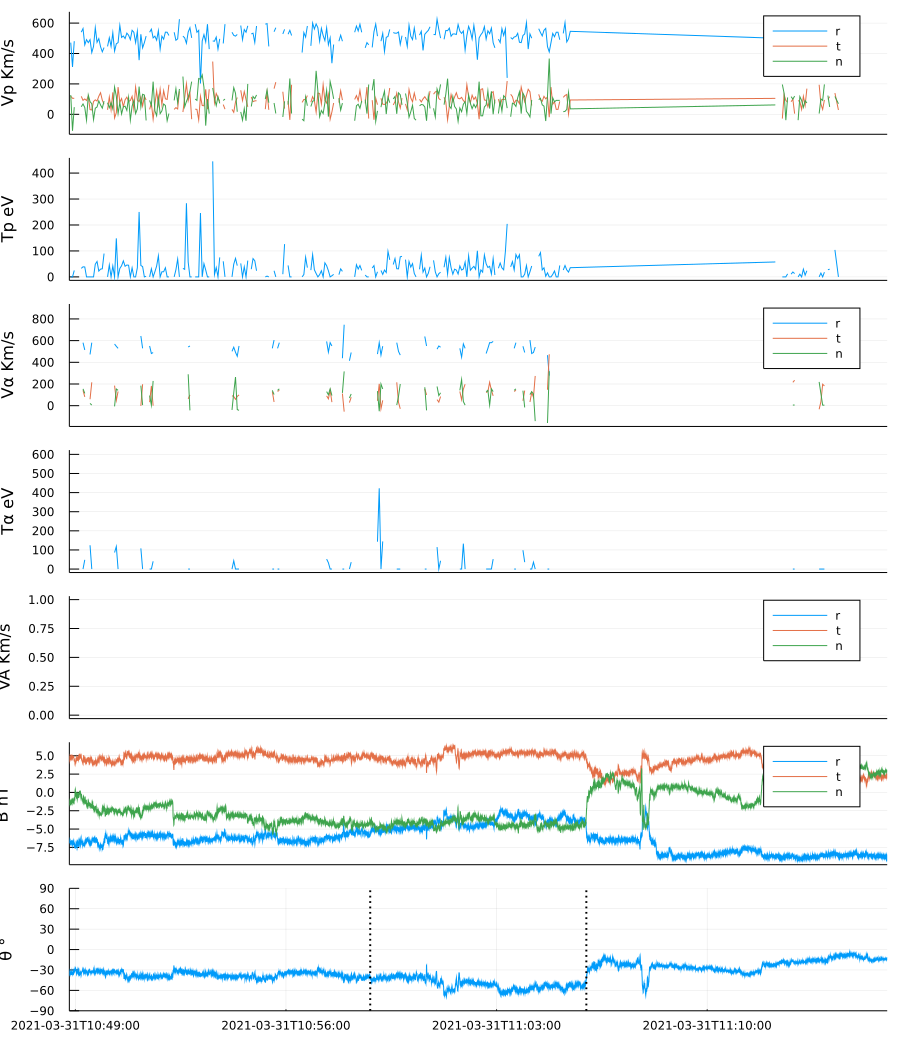 Vp Km/s
600
400
200
0
r
t
n
Tp eV
400
300
200
100
0
Vα Km/s
800
600
400
200
0
r
t
n
Tα eV
600
500
400
300
200
100
0
VA Km/s
1.00
0.75
0.50
0.25
0.00
r
t
n
B nT
5.0
2.5
0.0
−2.5
−5.0
−7.5
r
t
n
θ °
90
60
30
0
−30
−60
−90
2021-03-31T10:49:00
2021-03-31T10:56:00
2021-03-31T11:03:00
2021-03-31T11:10:00